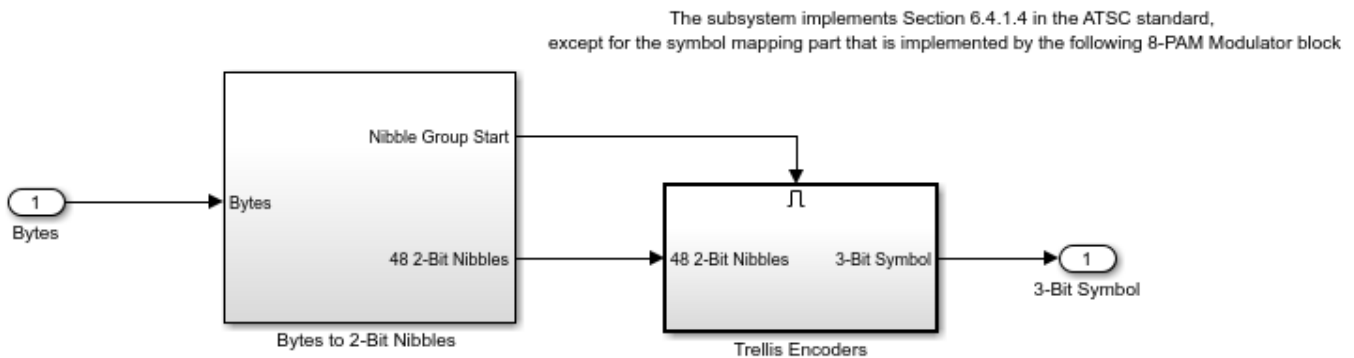 The subsystem implements Section 6.4.1.4 in the ATSC standard,
except for the symbol mapping part that is implemented by the following 8-PAM Modulator block
Nibble Group Start
1
Bytes
Bytes
48 2-Bit Nibbles
Bytes to 2-Bit Nibbles
48 2-Bit Nibbles
3-Bit Symbol
Trellis Encoders
1
3-Bit Symbol